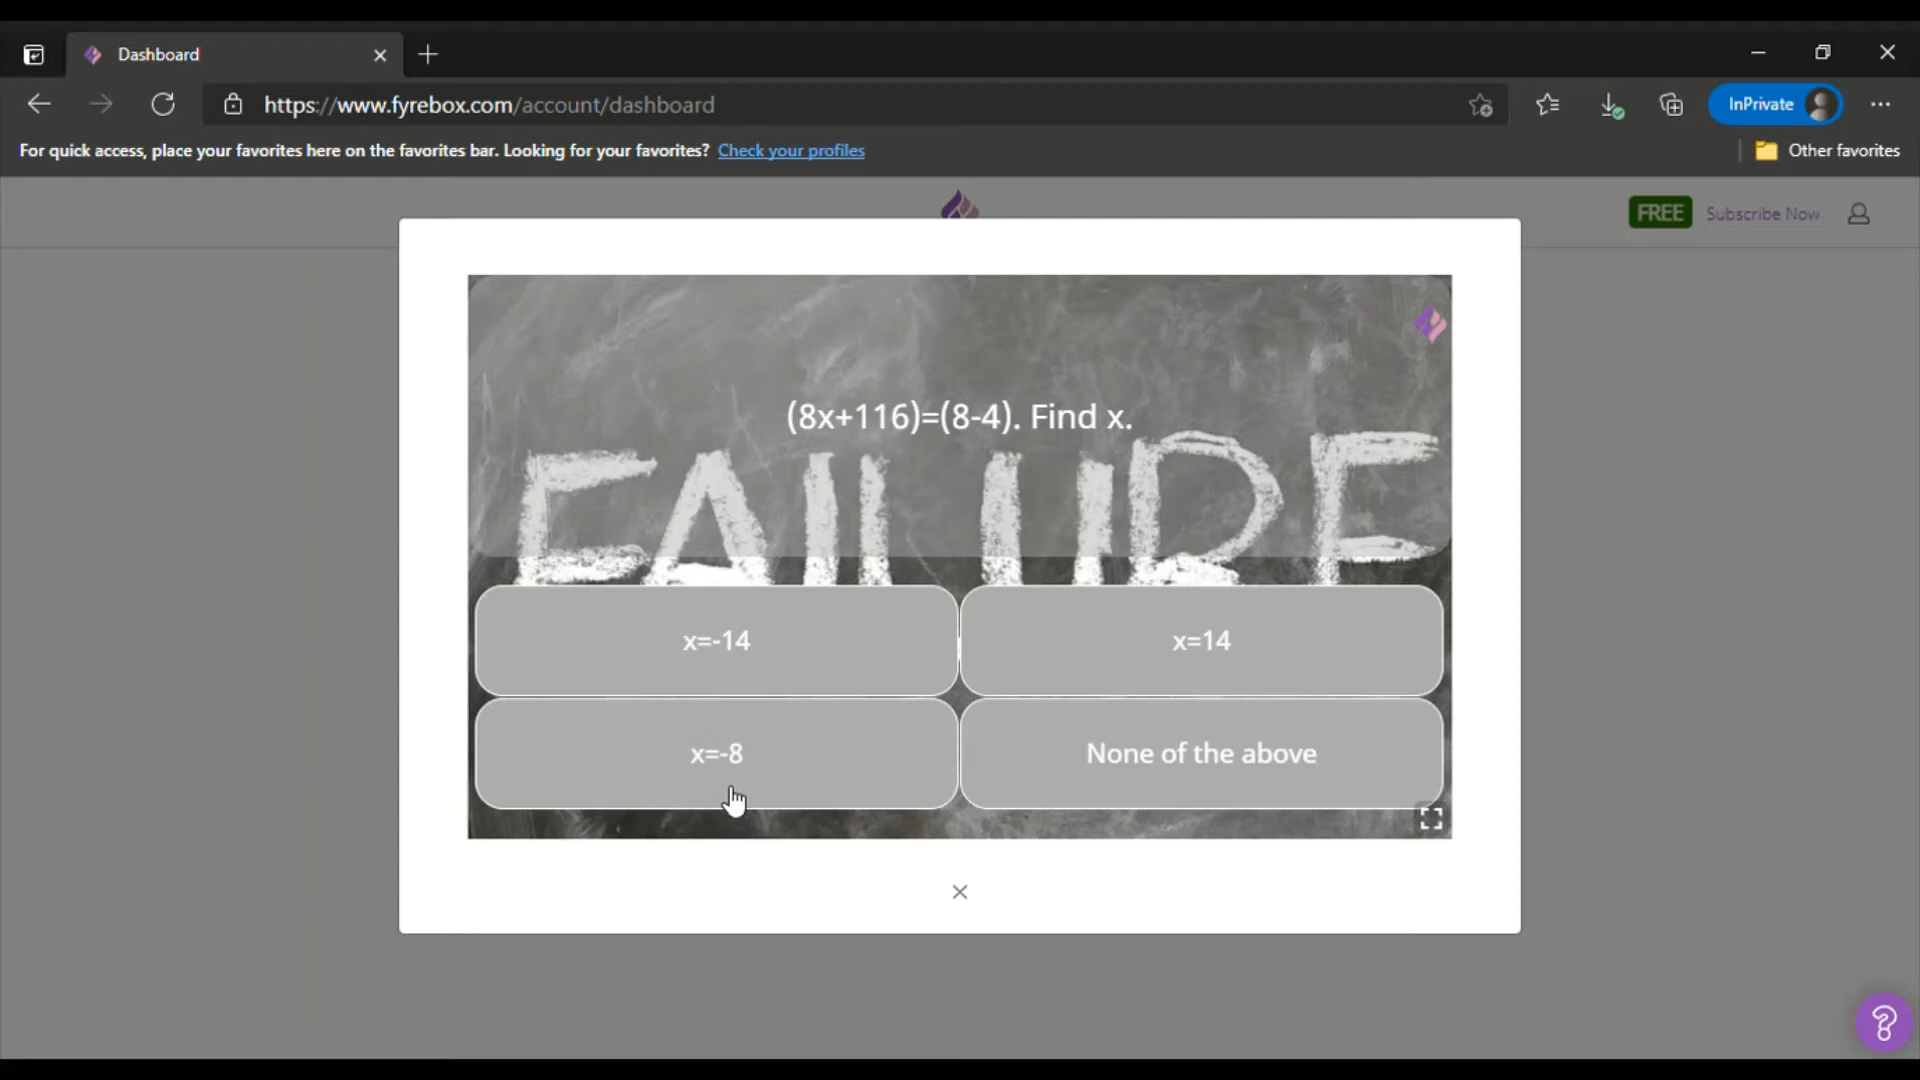 Dashboard
https://www.fyrebox.com/account/dashboard
InPrivate
For quick access, place your favorites here on the favorites bar. Looking for your favorites? Check your profiles
Other favorites
FREE Subscribe Now
(8x+116)=(8-4). Find x.
FAILURE
x=-14
x=14
x=-8
None of the above